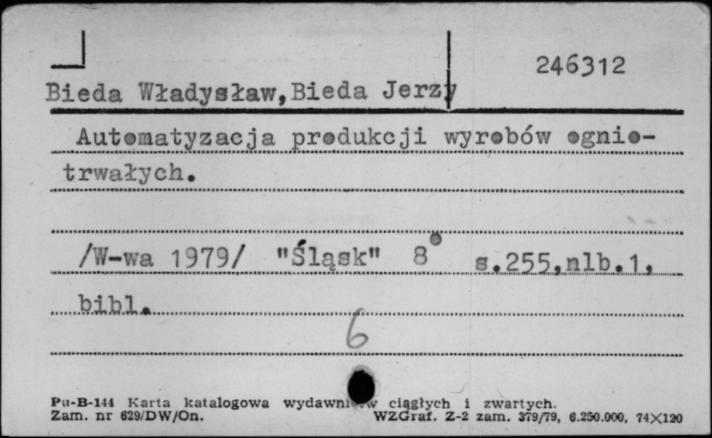 246312
Bieda Władysław,Bieda Jerzy
Automatyzacja produkcji wyrobów ognio-
trwałych.
/W-wa 1979/ "Śląsk" 8° s.255,nlb.1,
bibl.
6
Pu-B-144 Karta katalogowa wydawnictw ciągłych i zwartych.
Zam. nr 629/DW/On. WZGraf. Z-2 zam. 379/79, 6.250.000, 74×120